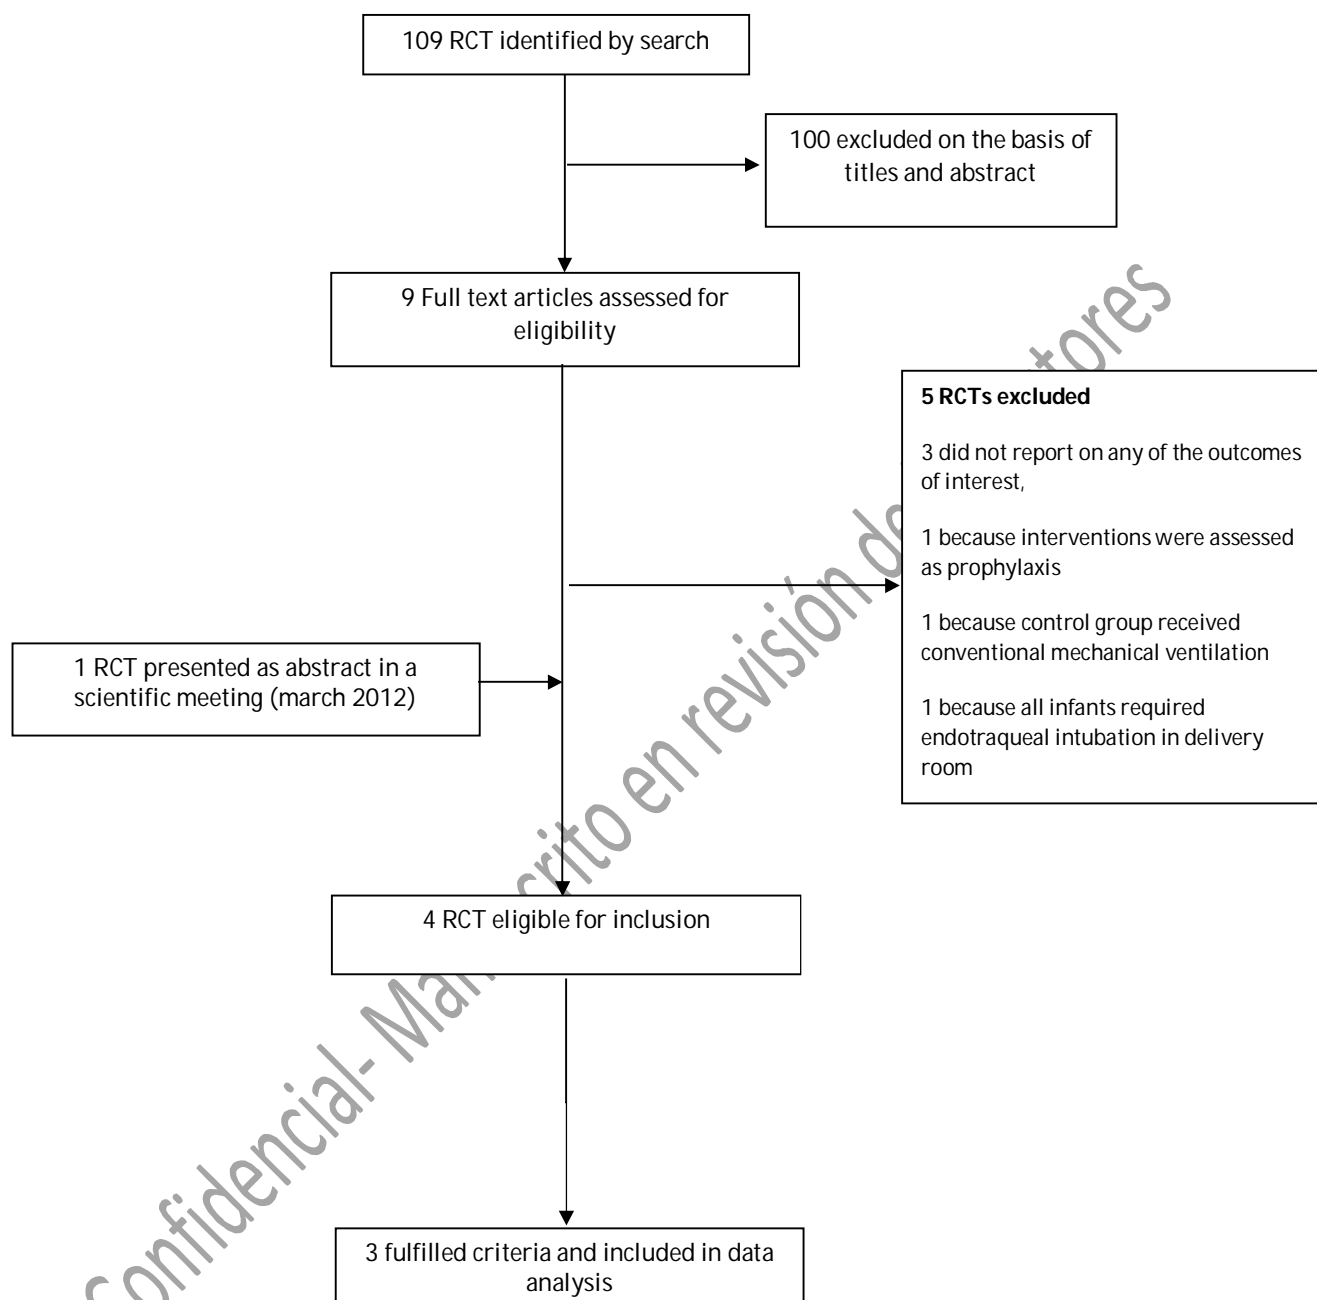 109 RCT identified by search
100 excluded on the basis of
titles and abstract
9 Full text articles assessed for
eligibility
5 RCTs excluded
3 did not report on any of the outcomes
of interest,
1 because interventions were assessed
as prophylaxis
1 because control group received
conventional mechanical ventilation
1 because all infants required
endotraqueal intubation in delivery
room
1 RCT presented as abstract in a
scientific meeting (march 2012)
4 RCT eligible for inclusion
3 fulfilled criteria and included in data
analysis
Confidencial- en revisión